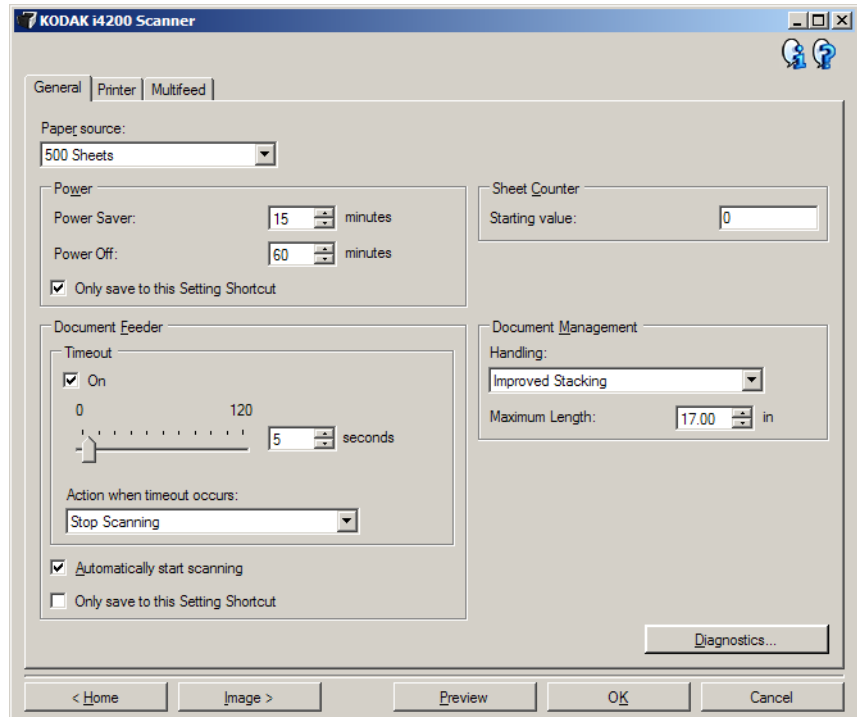 KODAK i4200 Scanner
General Printer Multifeed
Paper source:
500 Sheets
Power
Power Saver: 15 minutes
Power Off: 60 minutes
Only save to this Setting Shortcut
Sheet Counter
Starting value: 0
Document Feeder
Timeout
On
0 120
5 seconds
Action when timeout occurs:
Stop Scanning
Automatically start scanning
Only save to this Setting Shortcut
Document Management
Handling:
Improved Stacking
Maximum Length: 17.00 in
Diagnostics...
< Home Image > Preview OK Cancel